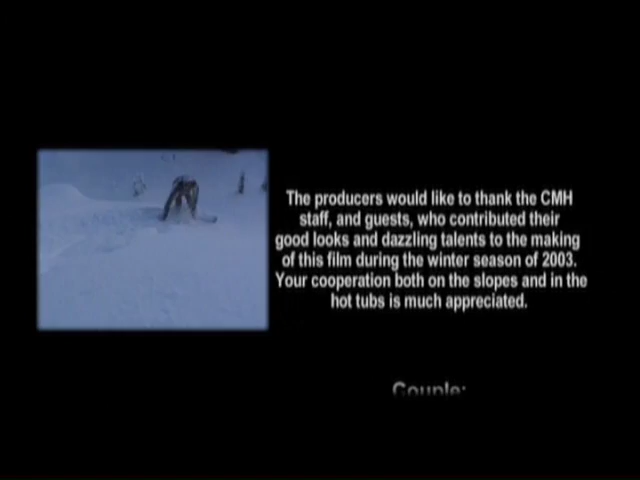 The producers would like to thank the CMH
staff, and guests, who contributed their
good looks and dazzling talents to the making
of this film during the winter season of 2003.
Your cooperation both on the slopes and in the
hot tubs is much appreciated.
Couple: